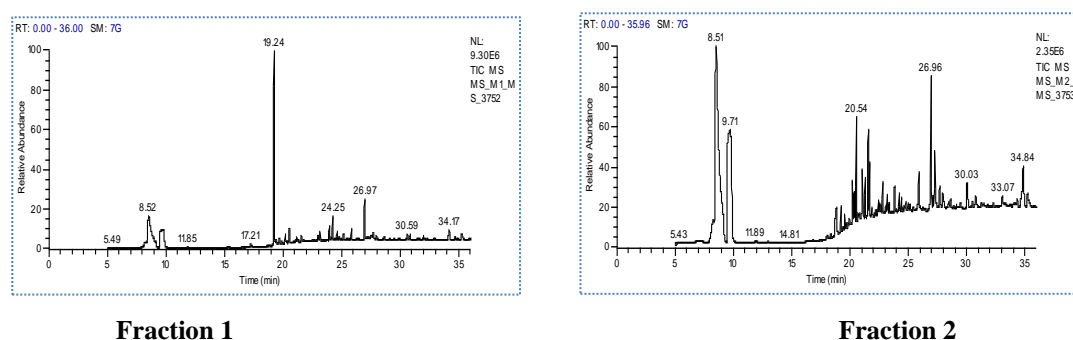 RT: 0.00 - 36.00 SM: 7G
19.24
NL:
9.30E6
TIC MS
MS_M1_M
S_3752
100
80
60
40
20
0
Relative Abundance
5.49
8.52
11.85
17.21
24.25
26.97
30.59
34.17
0 5 10 15 20 25 30 35
Time (min)
Fraction 1
RT: 0.00 - 35.96 SM: 7G
8.51
NL:
2.35E6
TIC MS
MS_M2_
MS_3753
100
80
60
40
20
0
Relative Abundance
5.43
9.71
11.89
14.81
20.54
26.96
30.03
33.07
34.84
0 5 10 15 20 25 30 35
Time (min)
Fraction 2